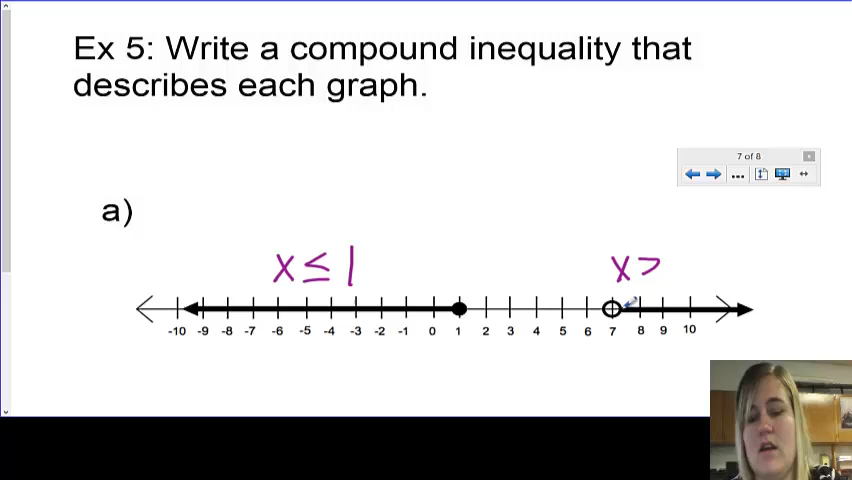 Ex 5: Write a compound inequality that
describes each graph.
7 of 8
a)
x ≤ 1
x >
-10 -9 -8 -7 -6 -5 -4 -3 -2 -1 0 1 2 3 4 5 6 7 8 9 10